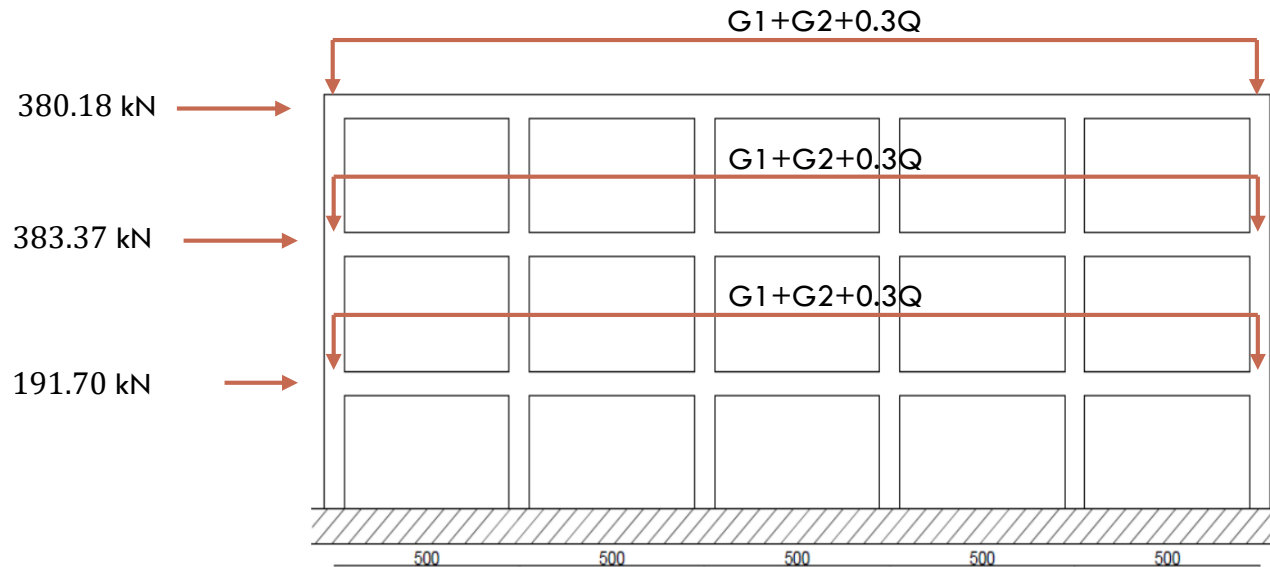 G1+G2+0.3Q
380.18 kN
G1+G2+0.3Q
383.37 kN
G1+G2+0.3Q
191.70 kN
500 500 500 500 500